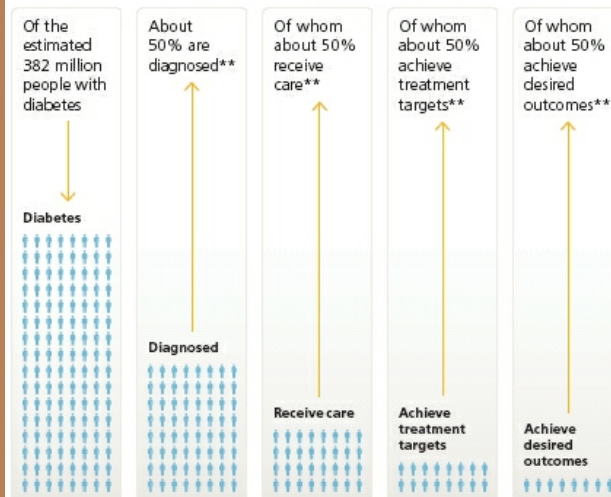 Of the
estimated
382 million
people with
diabetes
Diabetes
About
50% are
diagnosed**
Diagnosed
Of whom
about 50%
receive
care**
Receive care
Of whom
about 50%
achieve
treatment
targets**
Achieve
treatment
targets
Of whom
about 50%
achieve
desired
outcomes**
Achieve
desired
outcomes